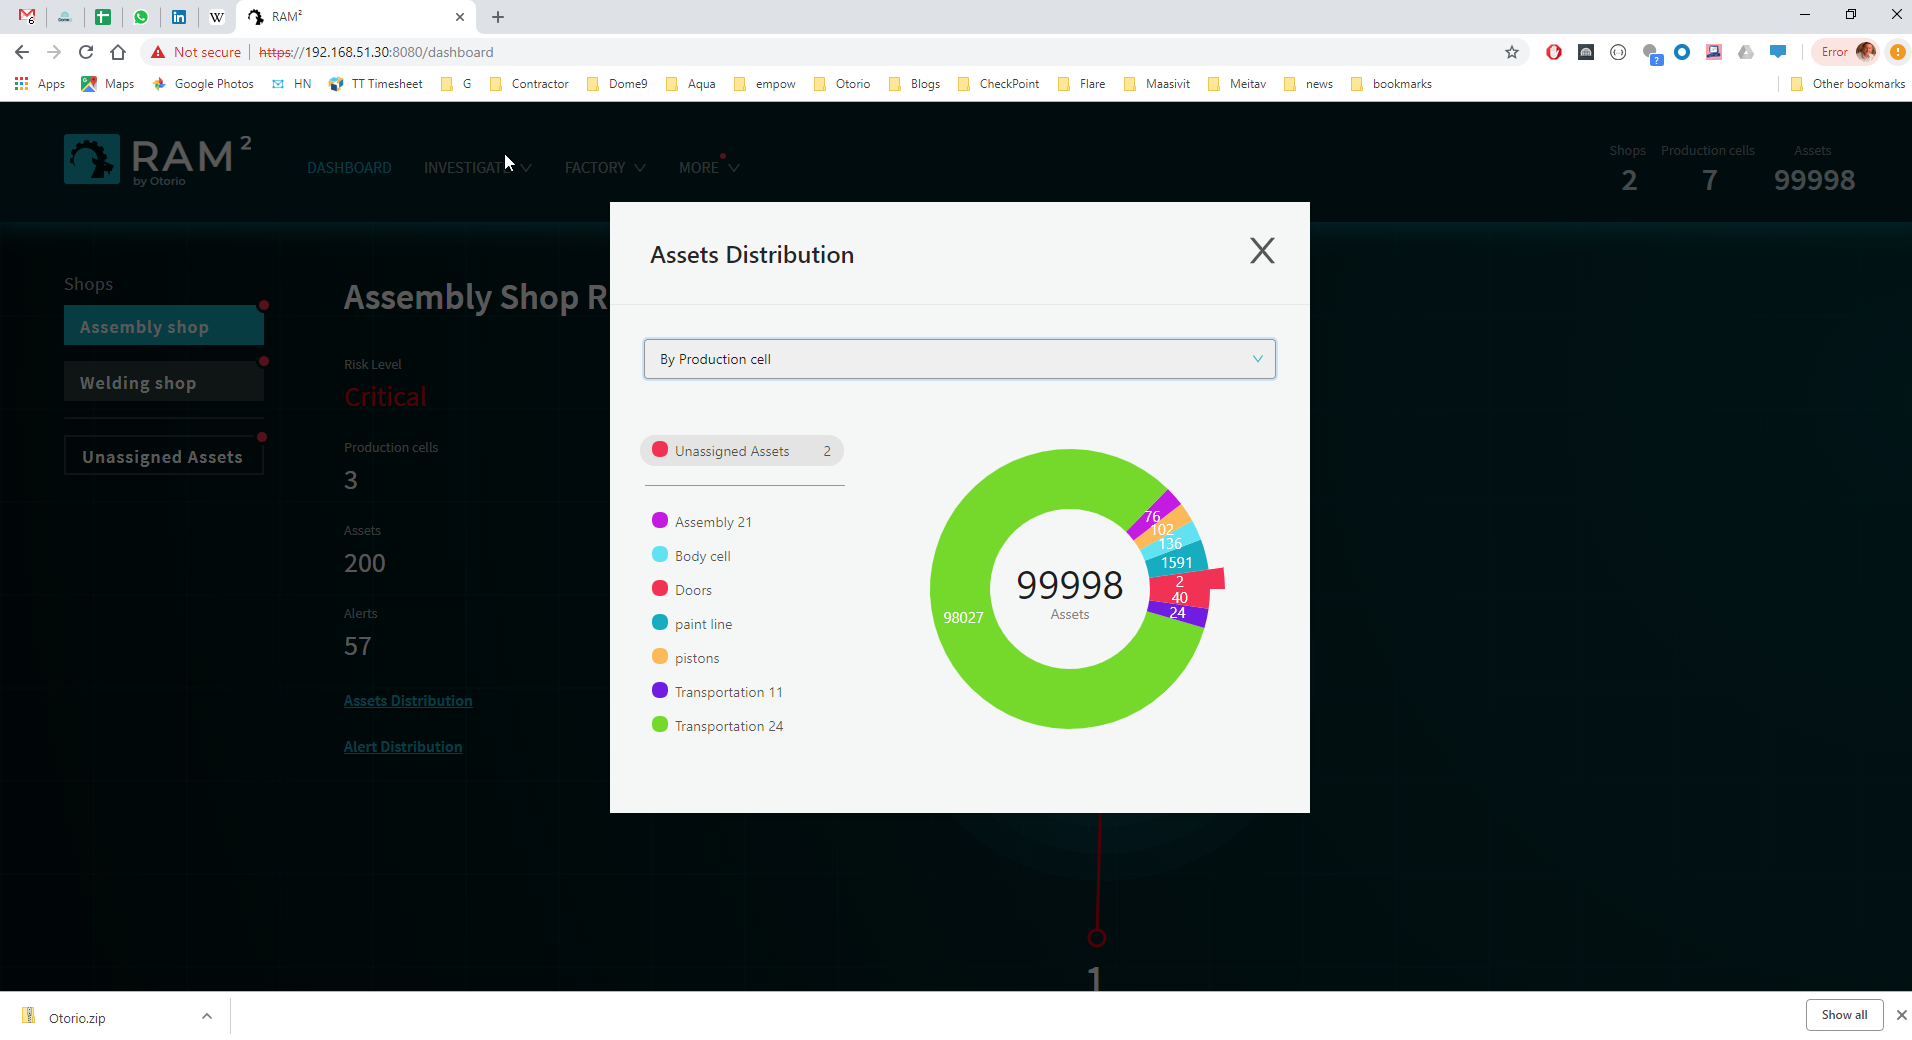 RAM²
Not secure
https://192.168.51.30:8080/dashboard
Error
Apps
Maps
Google Photos
HN
TT Timesheet
G
Contractor
Dome9
Aqua
empow
Otorio
Blogs
CheckPoint
Flare
Maasivit
Meitav
news
bookmarks
Other bookmarks
RAM²
by Otorio
DASHBOARD
INVESTIGATE
FACTORY
MORE
Shops
2
Production cells
7
Assets
99998
Shops
Assembly shop
Welding shop
Unassigned Assets
Assembly Shop R
Risk Level
Critical
Production cells
3
Assets
200
Alerts
57
Assets Distribution
Alert Distribution
Assets Distribution
X
By Production cell
Unassigned Assets 2
Assembly 21
Body cell
Doors
paint line
pistons
Transportation 11
Transportation 24
76
102
136
1591
2
40
24
98027
99998
Assets
1
Otorio.zip
Show all